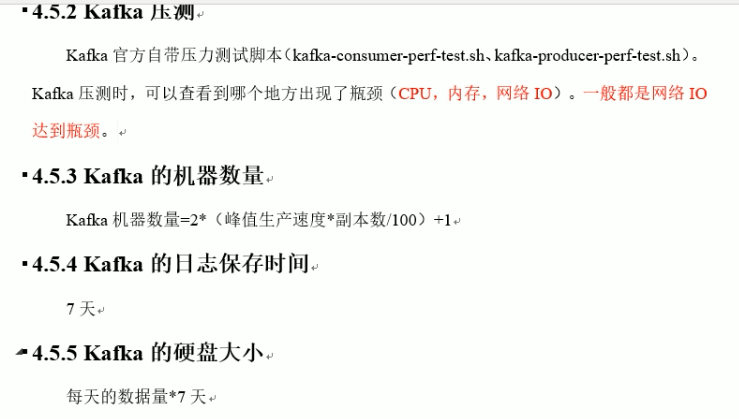 4.5.2 Kafka 压测
Kafka 官方自带压力测试脚本（kafka-consumer-perf-test.sh、kafka-producer-perf-test.sh）。
Kafka 压测时，可以查看到哪个地方出现了瓶颈（CPU，内存，网络 IO）。一般都是网络 IO
达到瓶颈。
4.5.3 Kafka 的机器数量
Kafka 机器数量=2*（峰值生产速度*副本数/100）+1
4.5.4 Kafka 的日志保存时间
7 天
4.5.5 Kafka 的硬盘大小
每天的数据量*7 天